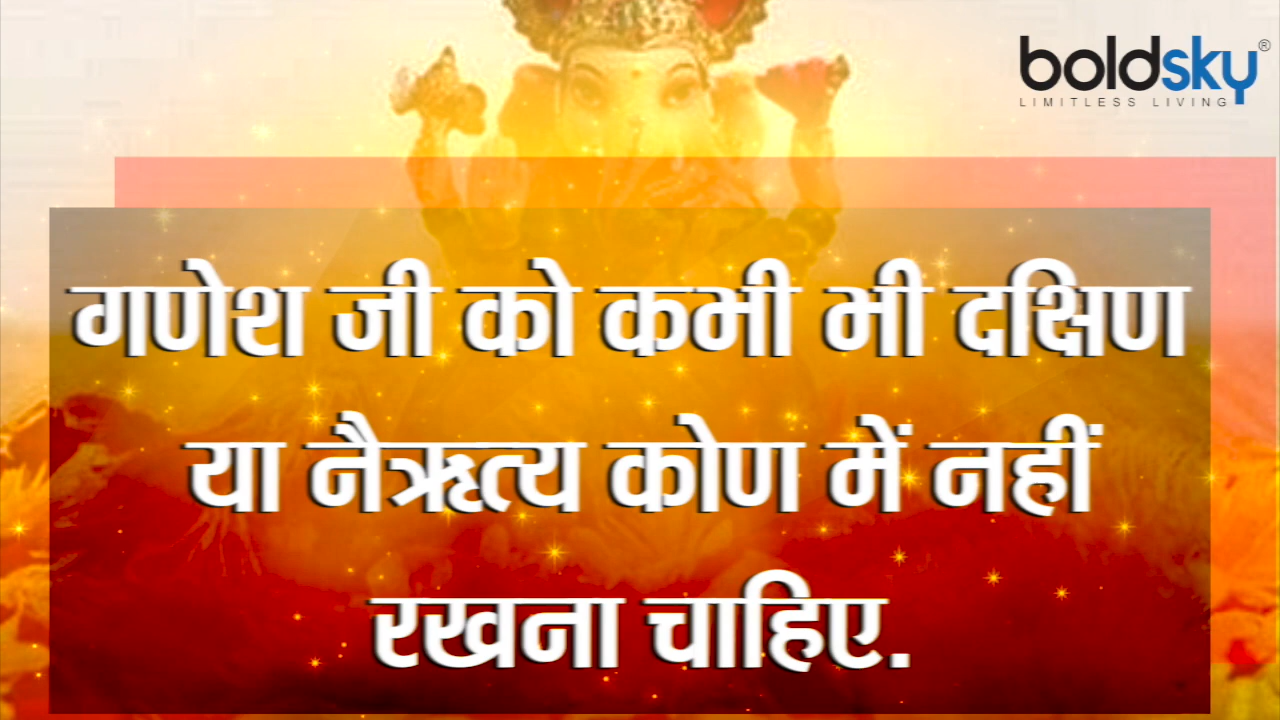 boldsky®
LIMITLESS LIVING
गणेश जी को कभी भी दक्षिण
या नैऋत्य कोण में नहीं
रखना चाहिए.